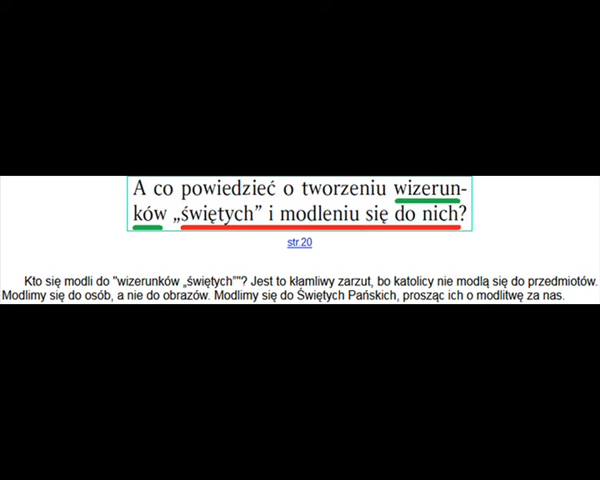 A co powiedzieć o tworzeniu wizerun-
ków „świętych” i modleniu się do nich?
str.20
Kto się modli do "wizerunków „świętych”"? Jest to kłamliwy zarzut, bo katolicy nie modlą się do przedmiotów.
Modlimy się do osób, a nie do obrazów. Modlimy się do Świętych Pańskich, prosząc ich o modlitwę za nas.